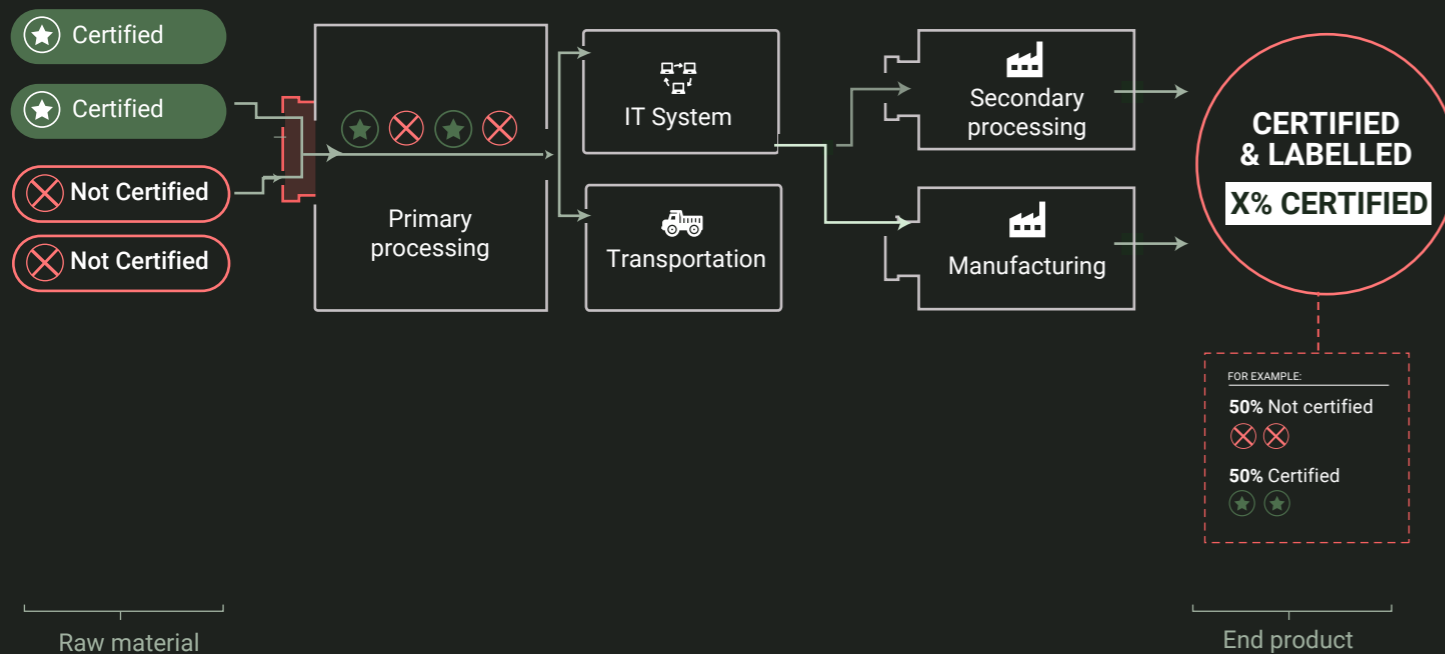 Certified
Certified
Not Certified
Not Certified
Primary
processing
IT System
Transportation
Secondary
processing
Manufacturing
CERTIFIED
& LABELLED
X% CERTIFIED
FOR EXAMPLE:
50% Not certified
50% Certified
Raw material
End product